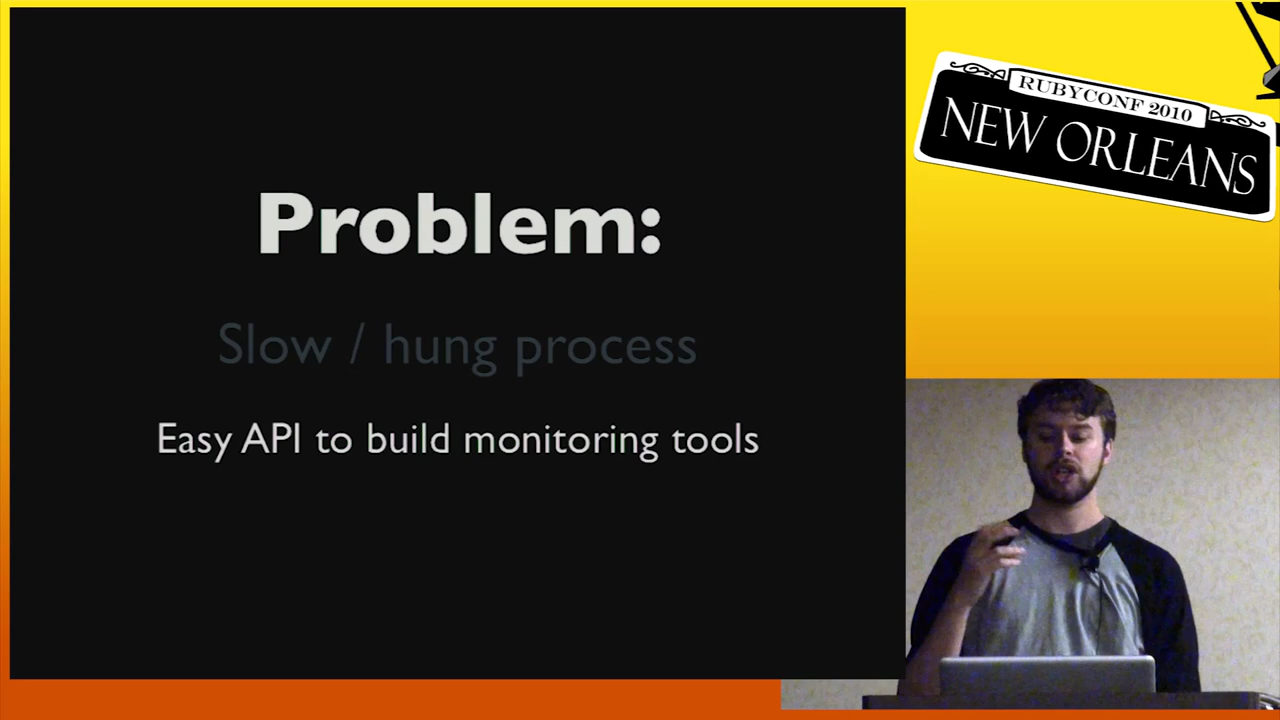 Problem:
Slow / hung process
Easy API to build monitoring tools
RUBYCONF 2010
NEW ORLEANS